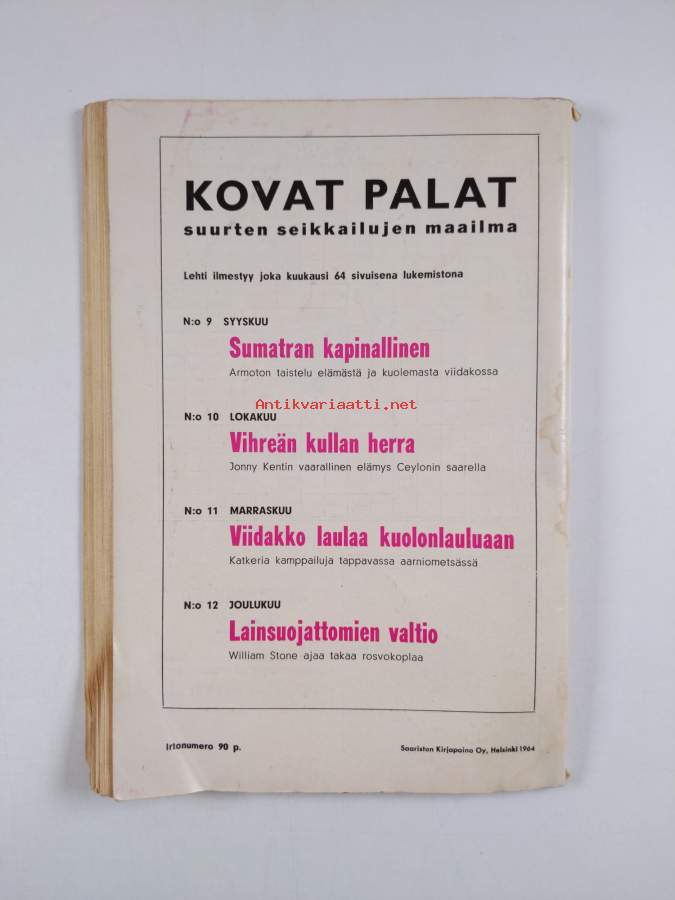 KOVAT PALAT
suurten seikkailujen maailma
Lehti ilmestyy joka kuukausi 64 sivuisena lukemistona
N:o 9 SYYSKUU
Sumatran kapinallinen
Armoton taistelu elämästä ja kuolemasta viidakossa
Antikvariaatti.net
N:o 10 LOKAKUU
Vihreän kullan herra
Jonny Kentin vaarallinen elämys Ceylonin saarella
N:o 11 MARRASKUU
Viidakko laulaa kuolonlauluaan
Katkeria kamppailuja tappavassa aarniometsässä
N:o 12 JOULUKUU
Lainsuojattomien valtio
William Stone ajaa takaa rosvokoplaa
Irtonumero 90 p.
Saariston Kirjapaino Oy, Helsinki 1964